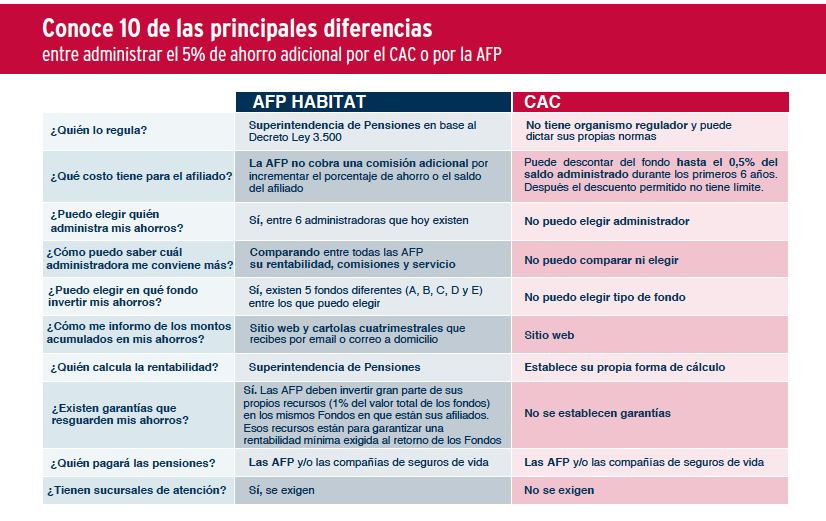 Conoce 10 de las principales diferencias
entre administrar el 5% de ahorro adicional por el CAC o por la AFP
AFP HABITAT
CAC
¿Quién lo regula?
Superintendencia de Pensiones en base al
Decreto Ley 3.500
No tiene organismo regulador y puede
dictar sus propias normas
¿Qué costo tiene para el afiliado?
La AFP no cobra una comisión adicional por
incrementar el porcentaje de ahorro o el saldo
del afiliado
Puede descontar del fondo hasta el 0,5% del
saldo administrado durante los primeros 6 años.
Después el descuento permitido no tiene límite.
¿Puedo elegir quién
administra mis ahorros?
Sí, entre 6 administradoras que hoy existen
No puedo elegir administrador
¿Cómo puedo saber cuál
administradora me conviene más?
Comparando entre todas las AFP
su rentabilidad, comisiones y servicio
No puedo comparar ni elegir
¿Puedo elegir en qué fondo
invertir mis ahorros?
Sí, existen 5 fondos diferentes (A, B, C, D y E)
entre los que puedo elegir
No puedo elegir tipo de fondo
¿Cómo me informo de los montos
acumulados en mis ahorros?
Sitio web y cartolas cuatrimestrales que
recibes por email o correo a domicilio
Sitio web
¿Quién calcula la rentabilidad?
Superintendencia de Pensiones
Establece su propia forma de cálculo
¿Existen garantías que
resguarden mis ahorros?
Sí. Las AFP deben invertir gran parte de sus
propios recursos (1% del valor total de los fondos)
en los mismos Fondos en que están sus afiliados.
Esos recursos están para garantizar una
rentabilidad mínima exigida al retorno de los Fondos
No se establecen garantías
¿Quién pagará las pensiones?
Las AFP y/o las compañías de seguros de vida
Las AFP y/o las compañías de seguros de vida
¿Tienen sucursales de atención?
Sí, se exigen
No se exigen